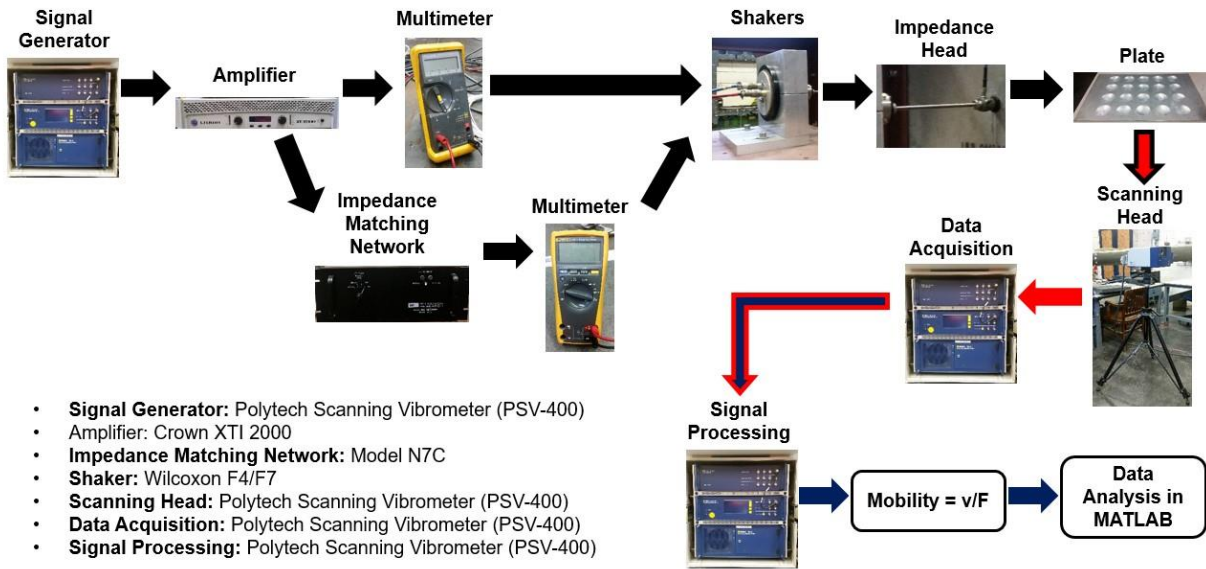 Signal
Generator
Amplifier
Multimeter
Shakers
Impedance
Head
Plate
Impedance
Matching
Network
Multimeter
Scanning
Head
Data
Acquisition
Signal
Processing
Mobility = v/F
Data
Analysis in
MATLAB
• Signal Generator: Polytech Scanning Vibrometer (PSV-400)
• Amplifier: Crown XTI 2000
• Impedance Matching Network: Model N7C
• Shaker: Wilcoxon F4/F7
• Scanning Head: Polytech Scanning Vibrometer (PSV-400)
• Data Acquisition: Polytech Scanning Vibrometer (PSV-400)
• Signal Processing: Polytech Scanning Vibrometer (PSV-400)